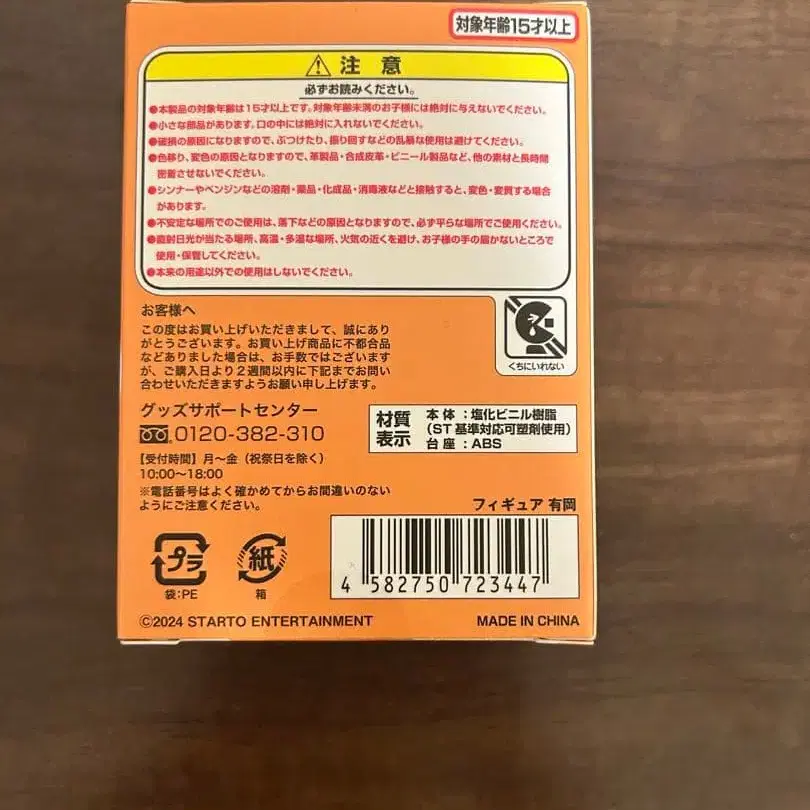 対象年齢15才以上
注意
必ずお読みください。
●本製品の対象年齢は15才以上です。対象年齢未満のお子様には絶対に与えないでください。
●小さな部品があります。口の中には絶対に入れないでください。
●破損の原因になりますので、ぶつけたり、振り回すなどの乱暴な使用は避けてください。
●色移り、変色の原因となりますので、革製品・合成皮革・ビニール製品など、他の素材と長時間
密着させないでください。
●シンナーやベンジンなどの溶剤・薬品・化成品・消毒液などと接触すると、変色・変質する場合
があります。
●不安定な場所でのご使用は、落下などの原因となりますので、必ず平らな場所でご使用ください。
●直射日光が当たる場所、高温・多湿な場所、火気の近くを避け、お子様の手の届かないところで
使用・保管してください。
●本来の用途以外での使用はしないでください。
お客様へ
この度はお買い上げいただきまして、誠にあり
がとうございます。お買い上げ商品に不都合品
などありました場合は、お手数ではございます
が、ご購入日より2週間以内に下記までお問い
合わせいただきますようお願い申し上げます。
くちにいれない
グッズサポートセンター
0120-382-310
【受付時間】月〜金（祝祭日を除く）
10:00〜18:00
※電話番号はよく確かめてからお間違いのない
ようにご注意ください。
材質
表示
本体：塩化ビニル樹脂
（ST基準対応可塑剤使用）
台座：ABS
フィギュア 有岡
プラ
袋:PE
紙
箱
4 582750 723447
©2024 STARTO ENTERTAINMENT
MADE IN CHINA